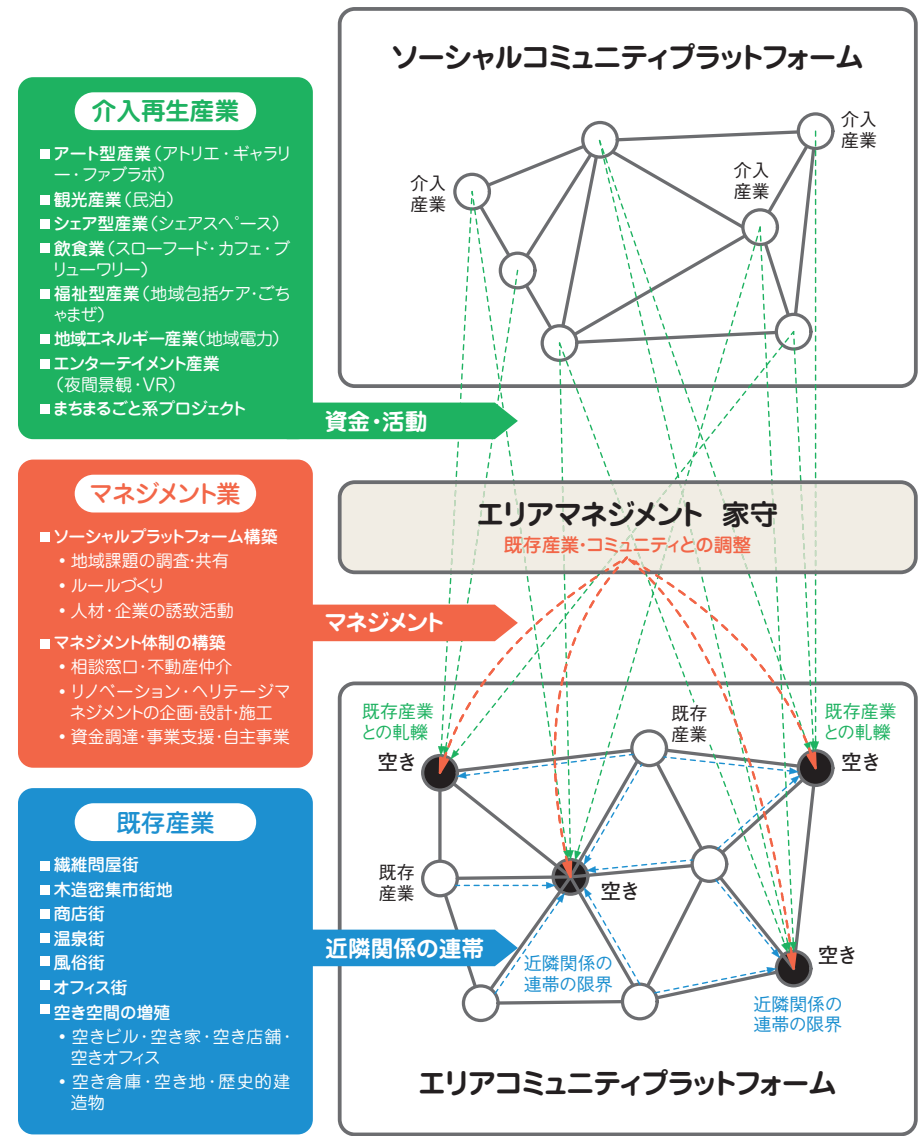 ソーシャルコミュニティプラットフォーム
介入
産業
介入
産業
介入
産業
介入再生産業
■アート型産業(アトリエ・ギャラリ
ー・ファブラボ)
■観光産業(民泊)
■シェア型産業(シェアスペース)
■飲食業(スローフード・カフェ・ブ
リューワリー)
■福祉型産業(地域包括ケア・ごち
ゃまぜ)
■地域エネルギー産業(地域電力)
■エンターテイメント産業
(夜間景観・VR)
■まちまるごと系プロジェクト
資金・活動
マネジメント業
■ソーシャルプラットフォーム構築
• 地域課題の調査・共有
• ルールづくり
• 人材・企業の誘致活動
■マネジメント体制の構築
• 相談窓口・不動産仲介
• リノベーション・ヘリテージマ
ネジメントの企画・設計・施工
• 資金調達・事業支援・自主事業
マネジメント
エリアマネジメント 家守
既存産業・コミュニティとの調整
既存産業
■繊維問屋街
■木造密集市街地
■商店街
■温泉街
■風俗街
■オフィス街
■空き空間の増殖
• 空きビル・空き家・空き店舗・
空きオフィス
• 空き倉庫・空き地・歴史的建
造物
近隣関係の連帯
既存産業
との軋轢
空き
既存
産業
既存産業
との軋轢
空き
既存
産業
空き
空き
近隣関係の
連帯の限界
近隣関係の
連帯の限界
エリアコミュニティプラットフォーム